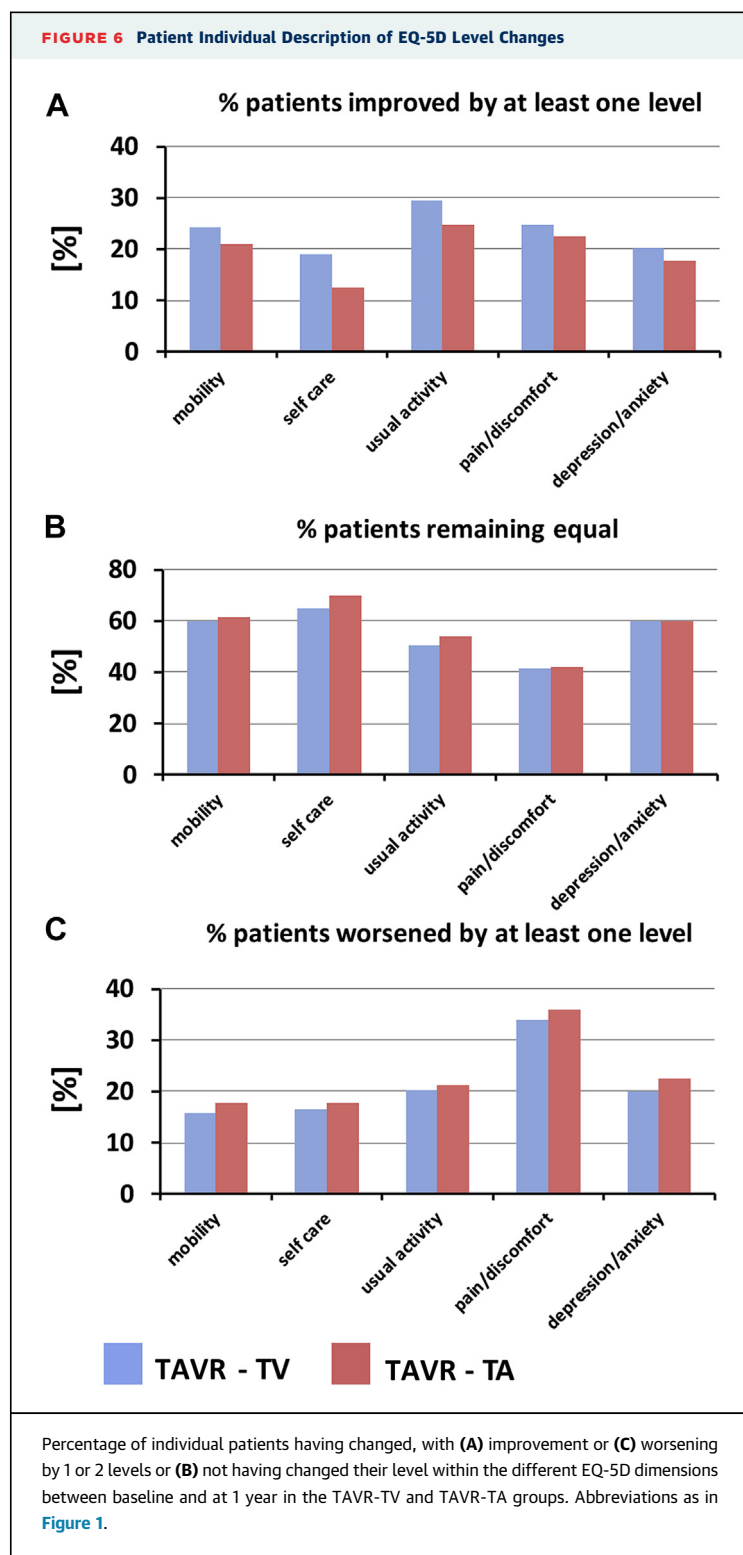 FIGURE 6 Patient Individual Description of EQ-5D Level Changes
A
% patients improved by at least one level
40
30
20
10
0
[%]
mobility
self care
usual activity
pain/discomfort
depression/anxiety
B
% patients remaining equal
80
60
40
20
0
[%]
mobility
self care
usual activity
pain/discomfort
depression/anxiety
C
% patients worsened by at least one level
40
30
20
10
0
[%]
mobility
self care
usual activity
pain/discomfort
depression/anxiety
TAVR - TV
TAVR - TA
Percentage of individual patients having changed, with (A) improvement or (C) worsening
by 1 or 2 levels or (B) not having changed their level within the different EQ-5D dimensions
between baseline and at 1 year in the TAVR-TV and TAVR-TA groups. Abbreviations as in
Figure 1.